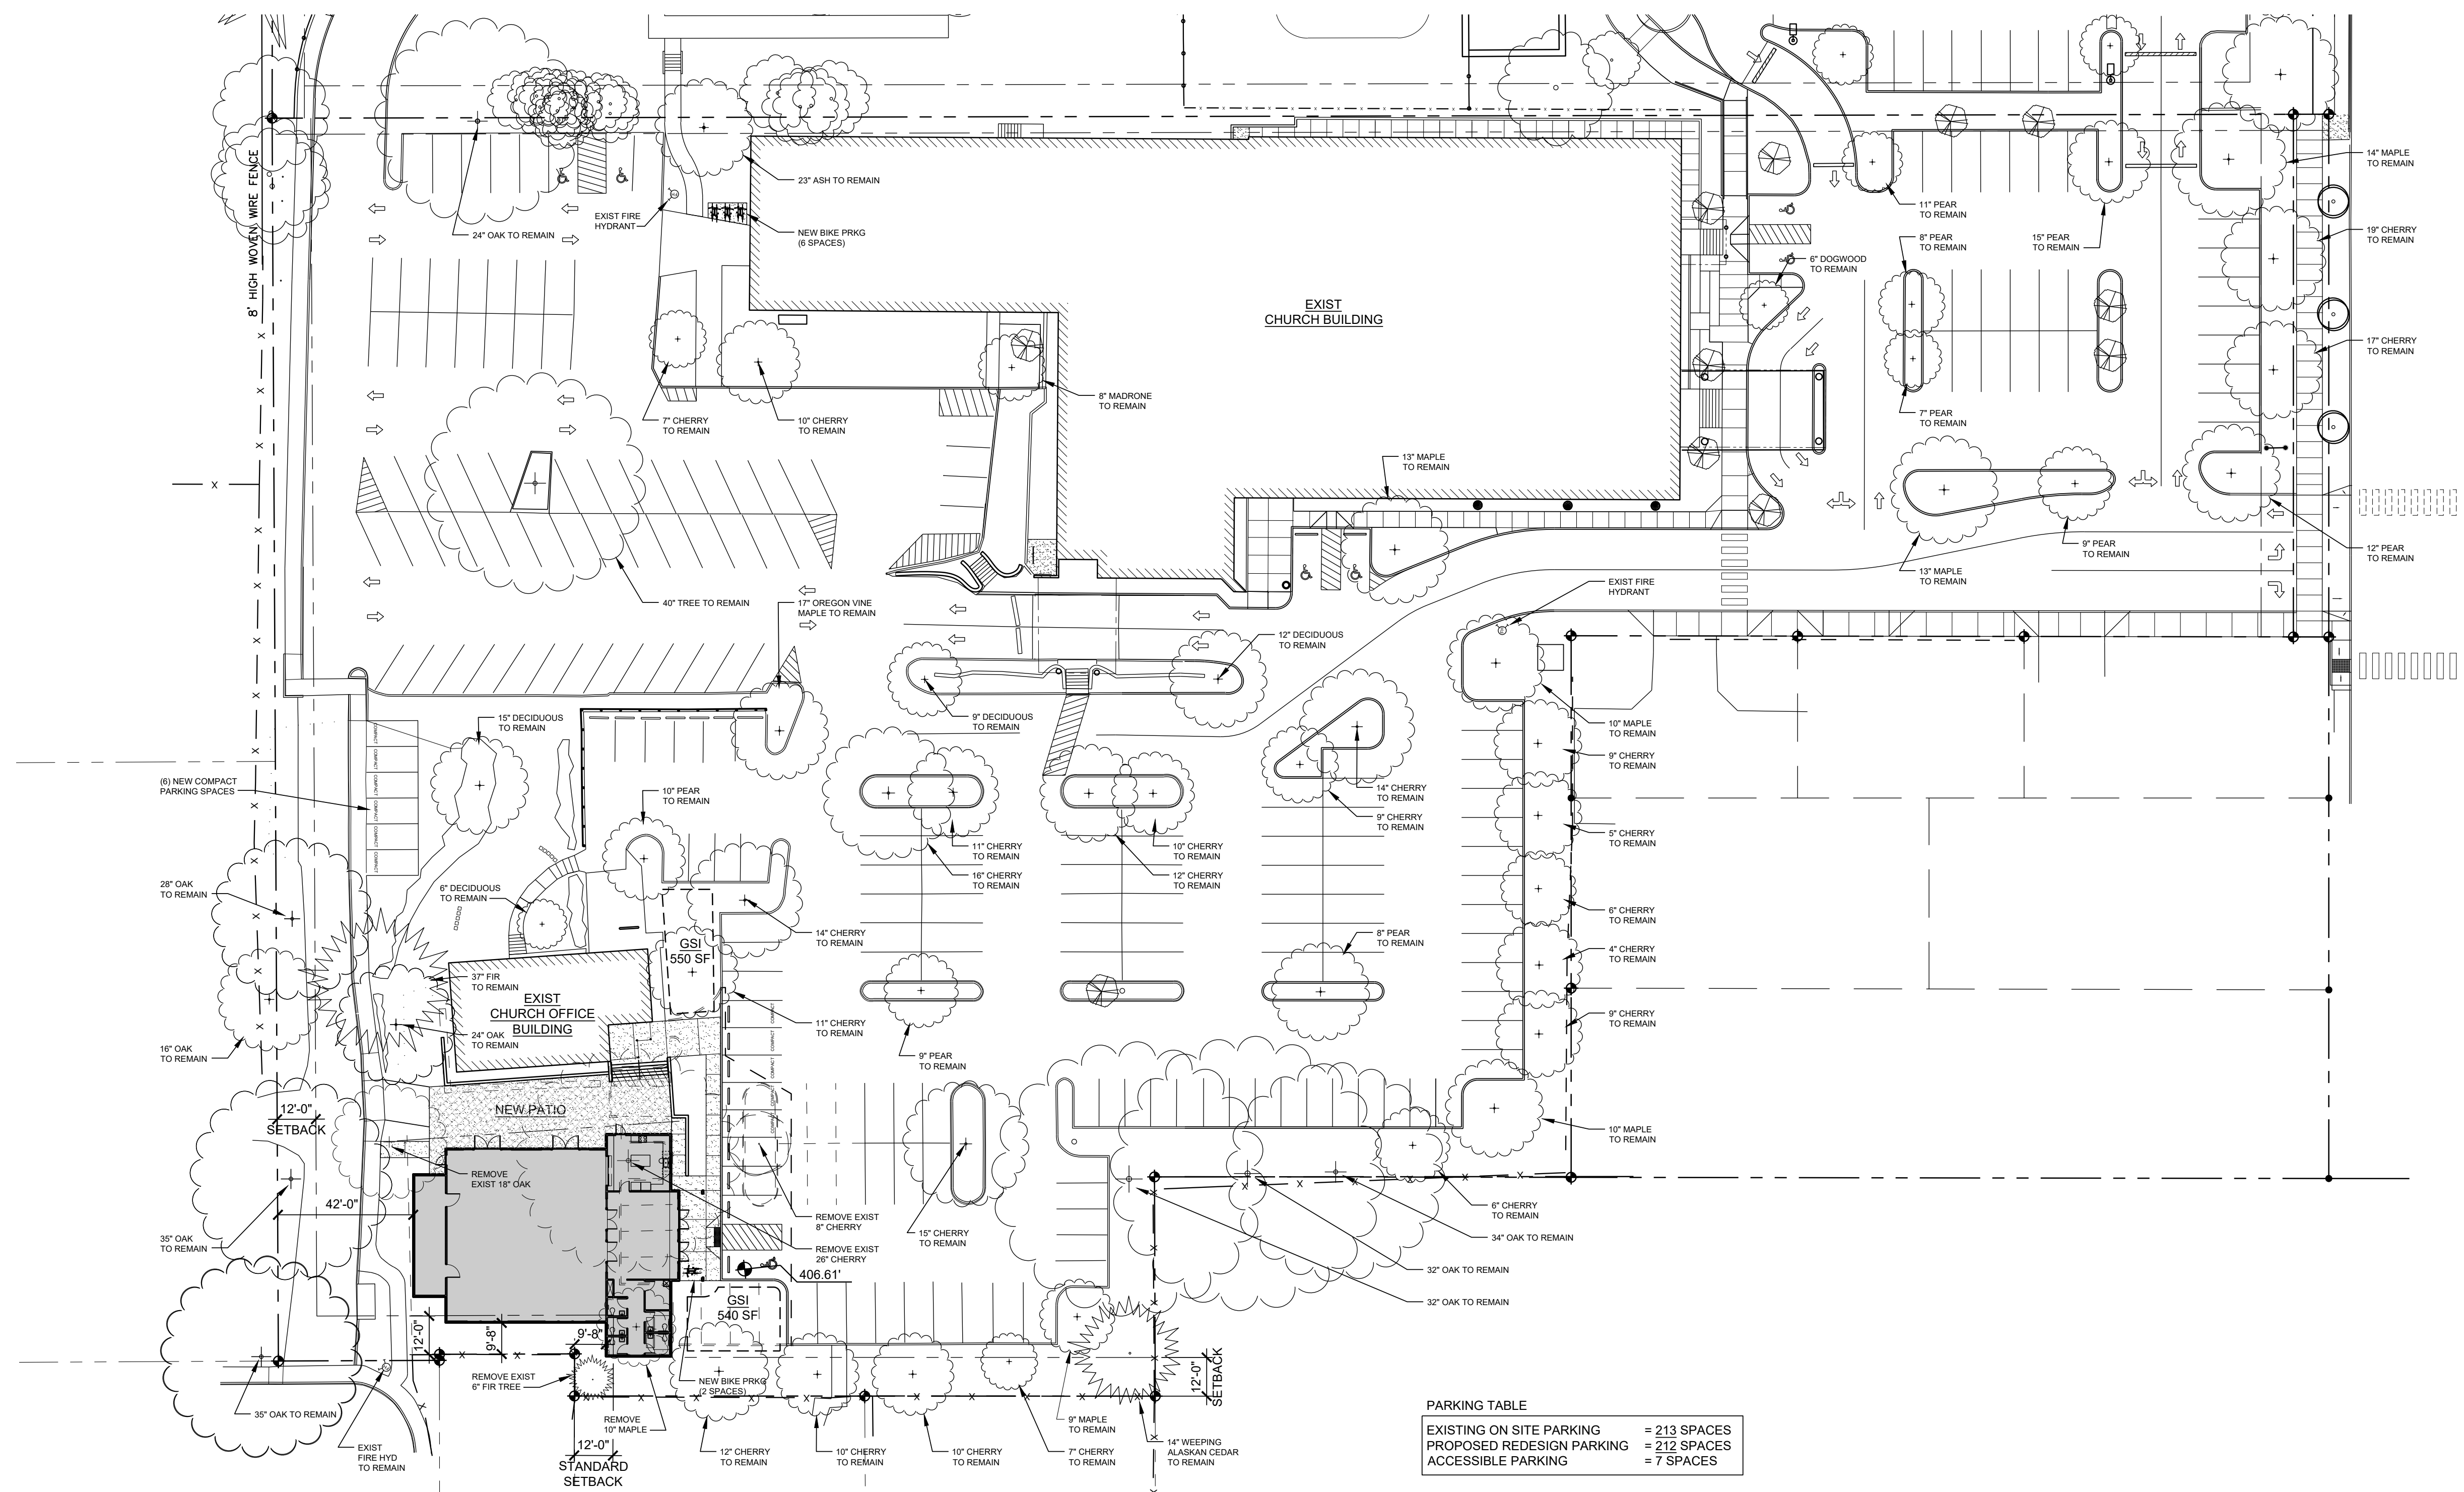 8' HIGH WOVEN WIRE FENCE
24" OAK TO REMAIN
EXIST FIRE
HYDRANT
23" ASH TO REMAIN
NEW BIKE PRKG
(6 SPACES)
EXIST
CHURCH BUILDING
14" MAPLE
TO REMAIN
11" PEAR
TO REMAIN
8" PEAR
TO REMAIN
15" PEAR
TO REMAIN
19" CHERRY
TO REMAIN
6" DOGWOOD
TO REMAIN
17" CHERRY
TO REMAIN
7" CHERRY
TO REMAIN
10" CHERRY
TO REMAIN
8" MADRONE
TO REMAIN
7" PEAR
TO REMAIN
13" MAPLE
TO REMAIN
9" PEAR
TO REMAIN
12" PEAR
TO REMAIN
13" MAPLE
TO REMAIN
40" TREE TO REMAIN
17" OREGON VINE
MAPLE TO REMAIN
EXIST FIRE
HYDRANT
12" DECIDUOUS
TO REMAIN
15" DECIDUOUS
TO REMAIN
9" DECIDUOUS
TO REMAIN
10" MAPLE
TO REMAIN
9" CHERRY
TO REMAIN
(6) NEW COMPACT
PARKING SPACES
COMPACT
COMPACT
COMPACT
COMPACT
COMPACT
COMPACT
10" PEAR
TO REMAIN
14" CHERRY
TO REMAIN
9" CHERRY
TO REMAIN
11" CHERRY
TO REMAIN
16" CHERRY
TO REMAIN
10" CHERRY
TO REMAIN
12" CHERRY
TO REMAIN
5" CHERRY
TO REMAIN
28" OAK
TO REMAIN
6" DECIDUOUS
TO REMAIN
6" CHERRY
TO REMAIN
14" CHERRY
TO REMAIN
8" PEAR
TO REMAIN
4" CHERRY
TO REMAIN
GSI
550 SF
37" FIR
TO REMAIN
EXIST
CHURCH OFFICE
BUILDING
24" OAK
TO REMAIN
11" CHERRY
TO REMAIN
9" CHERRY
TO REMAIN
16" OAK
TO REMAIN
9" PEAR
TO REMAIN
COMPACT
COMPACT
COMPACT
COMPACT
COMPACT
12'-0"
SETBACK
NEW PATIO
10" MAPLE
TO REMAIN
REMOVE
EXIST 18" OAK
42'-0"
REMOVE EXIST
8" CHERRY
15" CHERRY
TO REMAIN
6" CHERRY
TO REMAIN
34" OAK TO REMAIN
35" OAK
TO REMAIN
REMOVE EXIST
26" CHERRY
32" OAK TO REMAIN
406.61'
GSI
540 SF
32" OAK TO REMAIN
12'-0"
9'-8"
9'-8"
REMOVE EXIST
6" FIR TREE
NEW BIKE PRKG
(2 SPACES)
12'-0"
SETBACK
35" OAK TO REMAIN
REMOVE
10" MAPLE
9" MAPLE
TO REMAIN
EXIST
FIRE HYD
TO REMAIN
12'-0"
STANDARD
SETBACK
12" CHERRY
TO REMAIN
10" CHERRY
TO REMAIN
10" CHERRY
TO REMAIN
7" CHERRY
TO REMAIN
14" WEEPING
ALASKAN CEDAR
TO REMAIN
PARKING TABLE
EXISTING ON SITE PARKING = 213 SPACES
PROPOSED REDESIGN PARKING = 212 SPACES
ACCESSIBLE PARKING = 7 SPACES